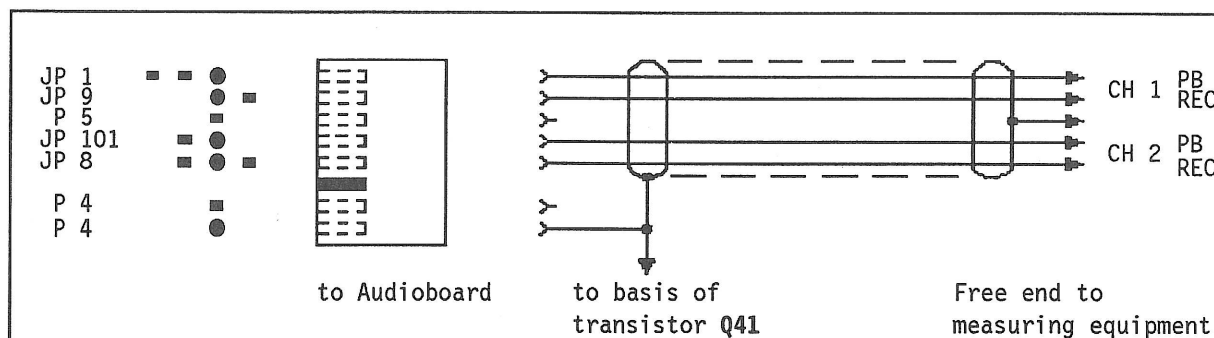 JP 1
JP 9
P 5
JP 101
JP 8
P 4
P 4
CH 1 PB
REC
CH 2 PB
REC
to Audioboard
to basis of
transistor Q41
Free end to
measuring equipment